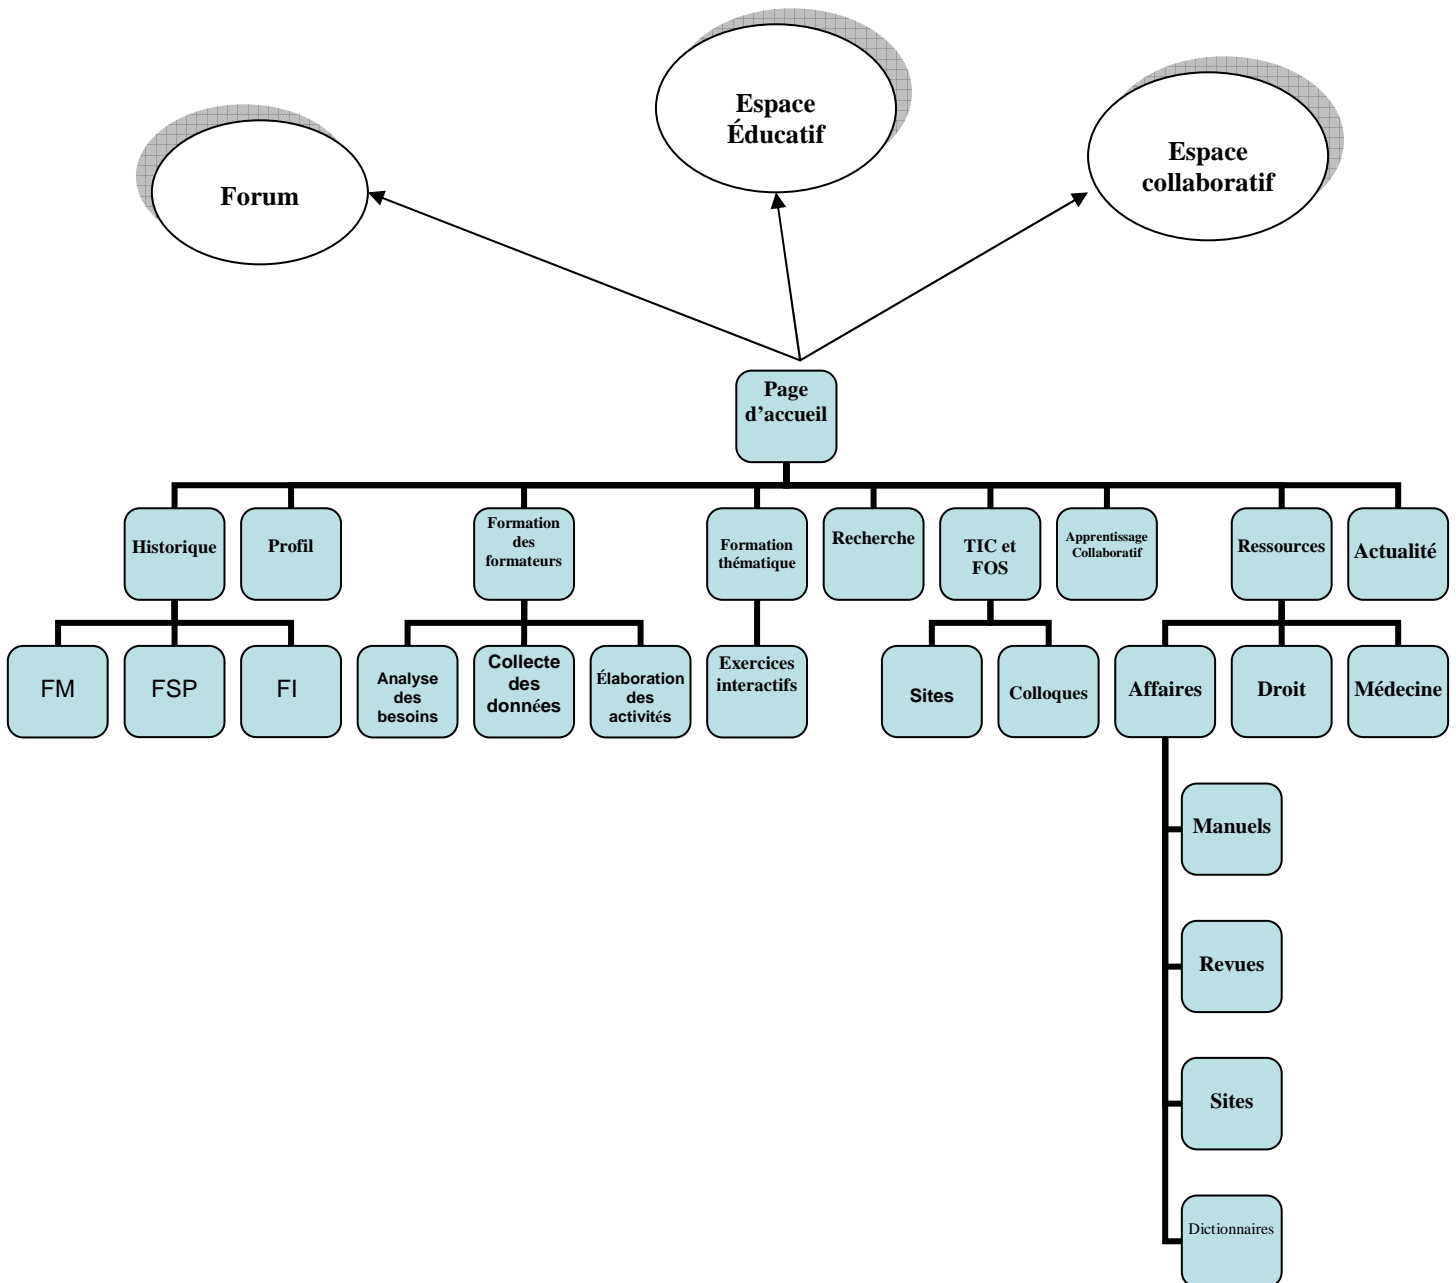 Espace
Éducatif
Espace
collaboratif
Forum
Page
d’accueil
Historique
Profil
Formation
des
formateurs
Formation
thématique
Recherche
TIC et
FOS
Apprentissage
Collaboratif
Ressources
Actualité
FM
FSP
FI
Analyse
des
besoins
Collecte
des
données
Élaboration
des
activités
Exercices
interactifs
Sites
Colloques
Affaires
Droit
Médecine
Manuels
Revues
Sites
Dictionnaires